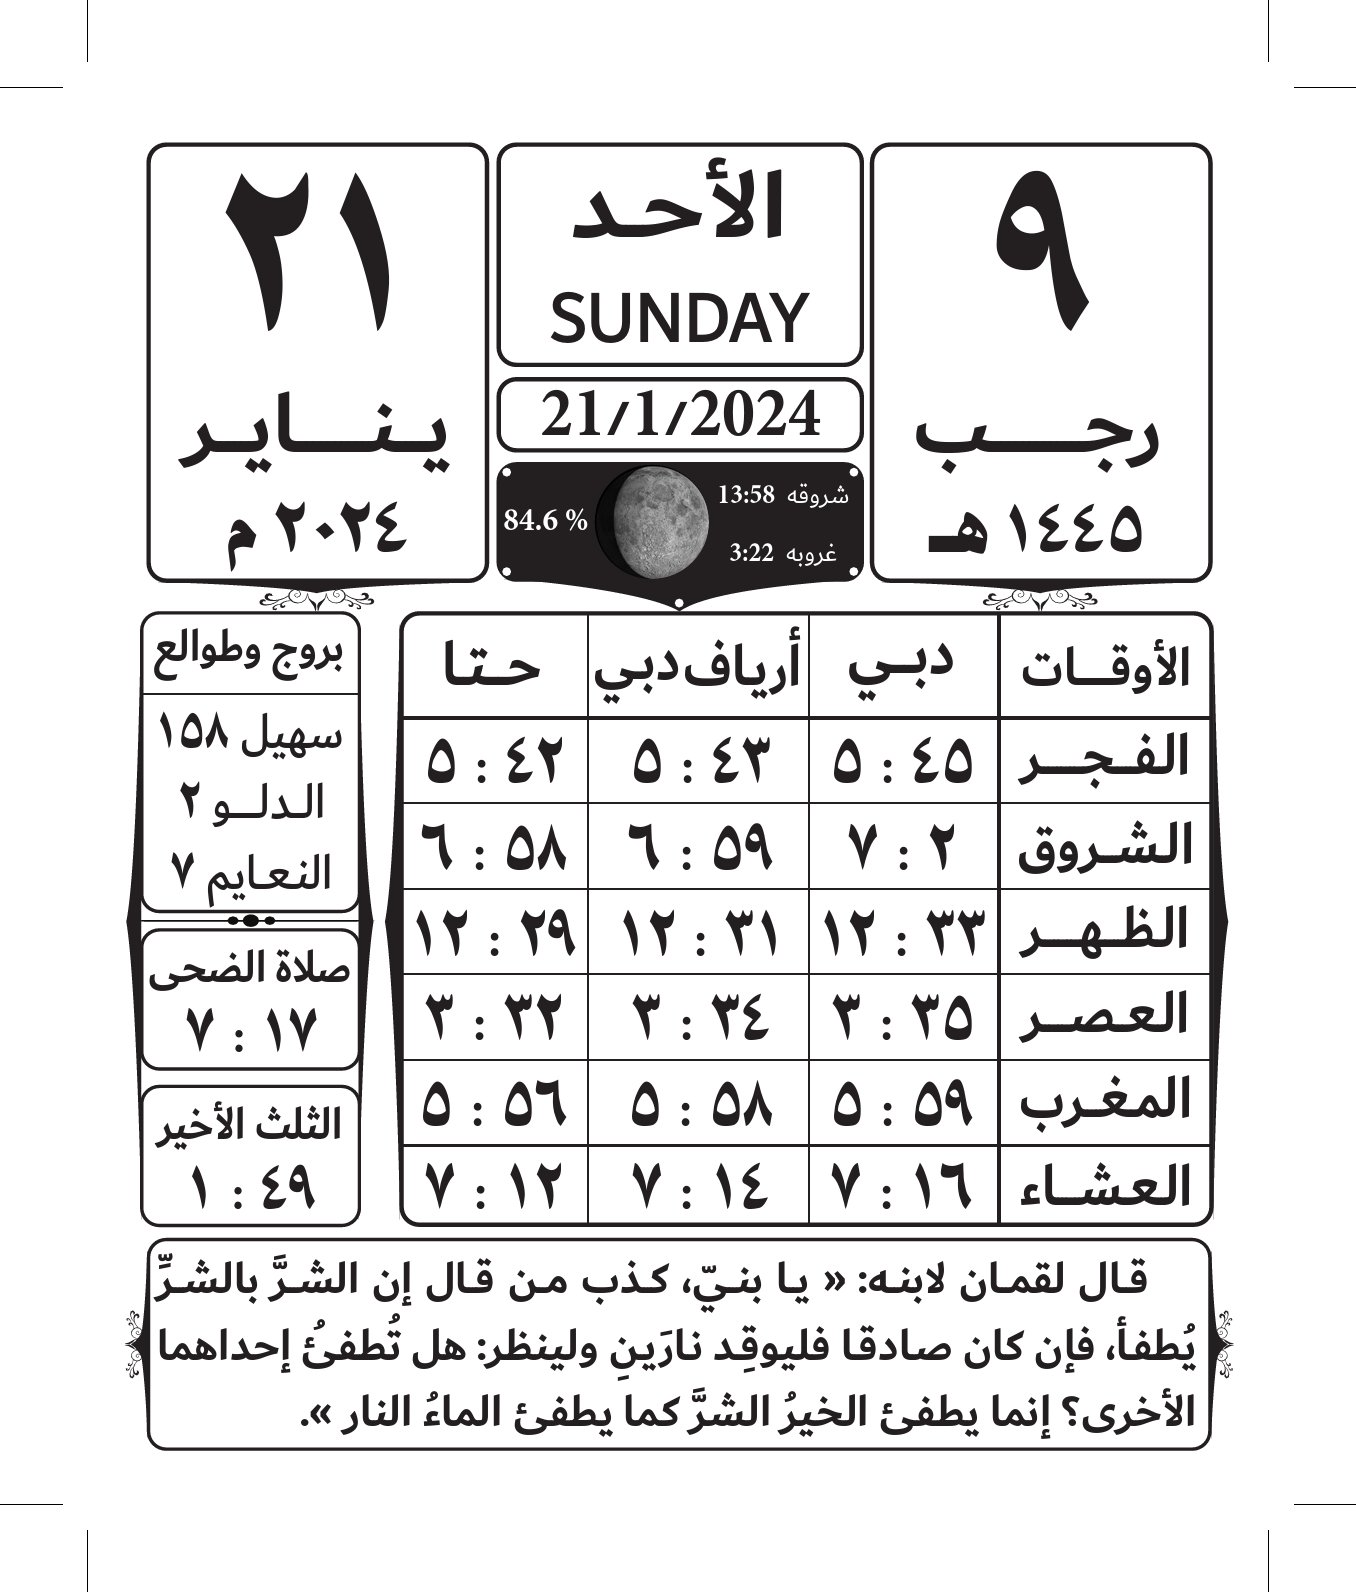 ٩
رجــــب
١٤٤٥ هـ
الأحـد
SUNDAY
21/1/2024
شروقه 13:58
غروبه 3:22
84.6 %
٢١
يـنــــايـر
٢٠٢٤ م
الأوقــات دبـي أرياف دبي حـتـا
الفـجـــر ٤٥ : ٥ ٤٣ : ٥ ٤٢ : ٥
الشـروق ٢ : ٧ ٥٩ : ٦ ٥٨ : ٦
الظـهــر ٣٣ : ١٢ ٣١ : ١٢ ٢٩ : ١٢
العـصــر ٣٥ : ٣ ٣٤ : ٣ ٣٢ : ٣
المغـرب ٥٩ : ٥ ٥٨ : ٥ ٥٦ : ٥
العـشــاء ١٦ : ٧ ١٤ : ٧ ١٢ : ٧
بروج وطوالع
سهيل ١٥٨
الـدلــو ٢
النعـايم ٧
صلاة الضحى
١٧ : ٧
الثلث الأخير
٤٩ : ١
قـال لقمـان لابنـه: « يـا بنـيّ، كـذب مـن قـال إن الشـرَّ بالشـرِّ
يُطفأ، فإن كان صادقا فليوقِد نارَينِ ولينظر: هل تُطفئُ إحداهما
الأخرى؟ إنما يطفئ الخيرُ الشرَّ كما يطفئ الماءُ النار ».